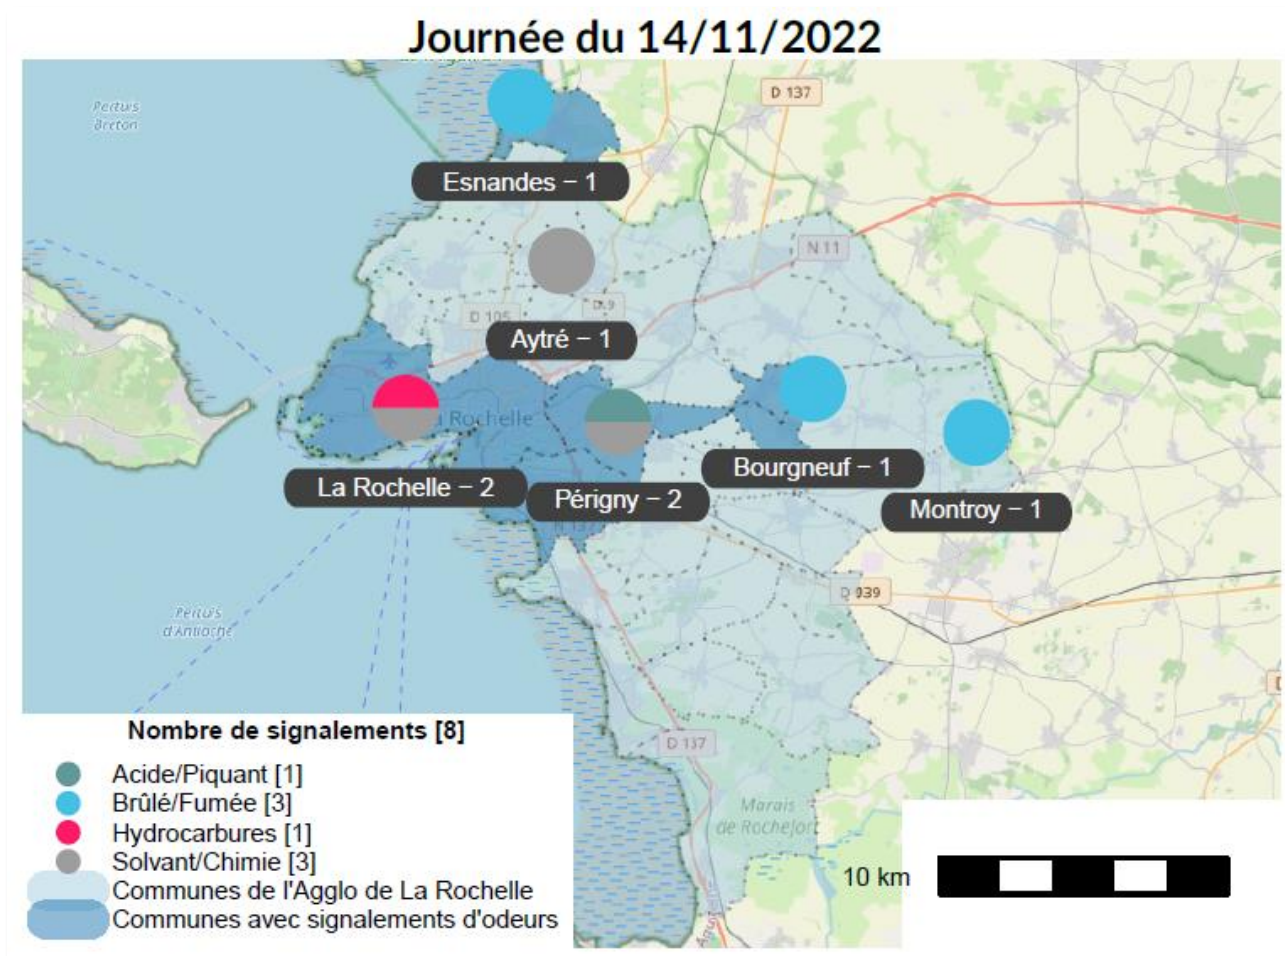 Journée du 14/11/2022
Pertuis
Breton
D 137
Esnandes – 1
N 11
D 105
D 9
Aytré – 1
La Rochelle
Bourgneuf – 1
La Rochelle – 2
Périgny – 2
Montroy – 1
N 137
D 939
Pertuis
d'Antioche
Nombre de signalements [8]
D 137
Acide/Piquant [1]
Brûlé/Fumée [3]
Marais
de Rochefort
Hydrocarbures [1]
Solvant/Chimie [3]
10 km
Communes de l'Agglo de La Rochelle
Communes avec signalements d'odeurs